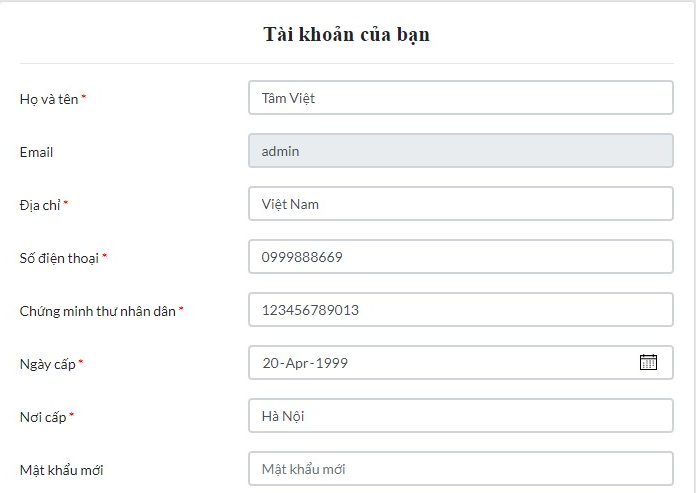 Tài khoản của bạn
Họ và tên * Tâm Việt
Email admin
Địa chỉ * Việt Nam
Số điện thoại * 0999888669
Chứng minh thư nhân dân * 123456789013
Ngày cấp * 20-Apr-1999
Nơi cấp * Hà Nội
Mật khẩu mới Mật khẩu mới